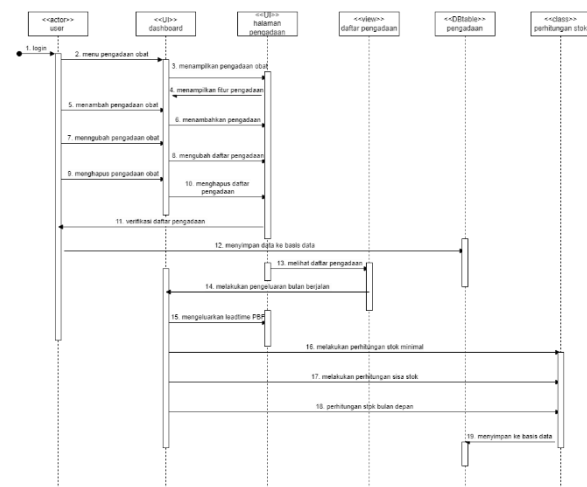 <<actor>>
user
<<UI>>
dashboard
<<UI>>
halaman
pengadaan
<<view>>
daftar pengadaan
<<DBtable>>
pengadaan
<<class>>
perhitungan stok
1. login
2. menu pengadaan obat
3. menampilkan pengadaan obat
4. menampilkan fitur pengadaan
5. menambah pengadaan obat
6. menambahkan pengadaan
7. menngubah pengadaan obat
8. mengubah daftar pengadaan
9. menghapus pengadaan obat
10. menghapus daftar
pengadaan
11. verifikasi daftar pengadaan
12. menyimpan data ke basis data
13. melihat daftar pengadaan
14. melakukan pengeluaran bulan berjalan
15. mengeluarkan leadtime PBF
16. melakukan perhitungan stok minimal
17. melakukan perhitungan sisa stok
18. perhitungan stok bulan depan
19. menyimpan ke basis data